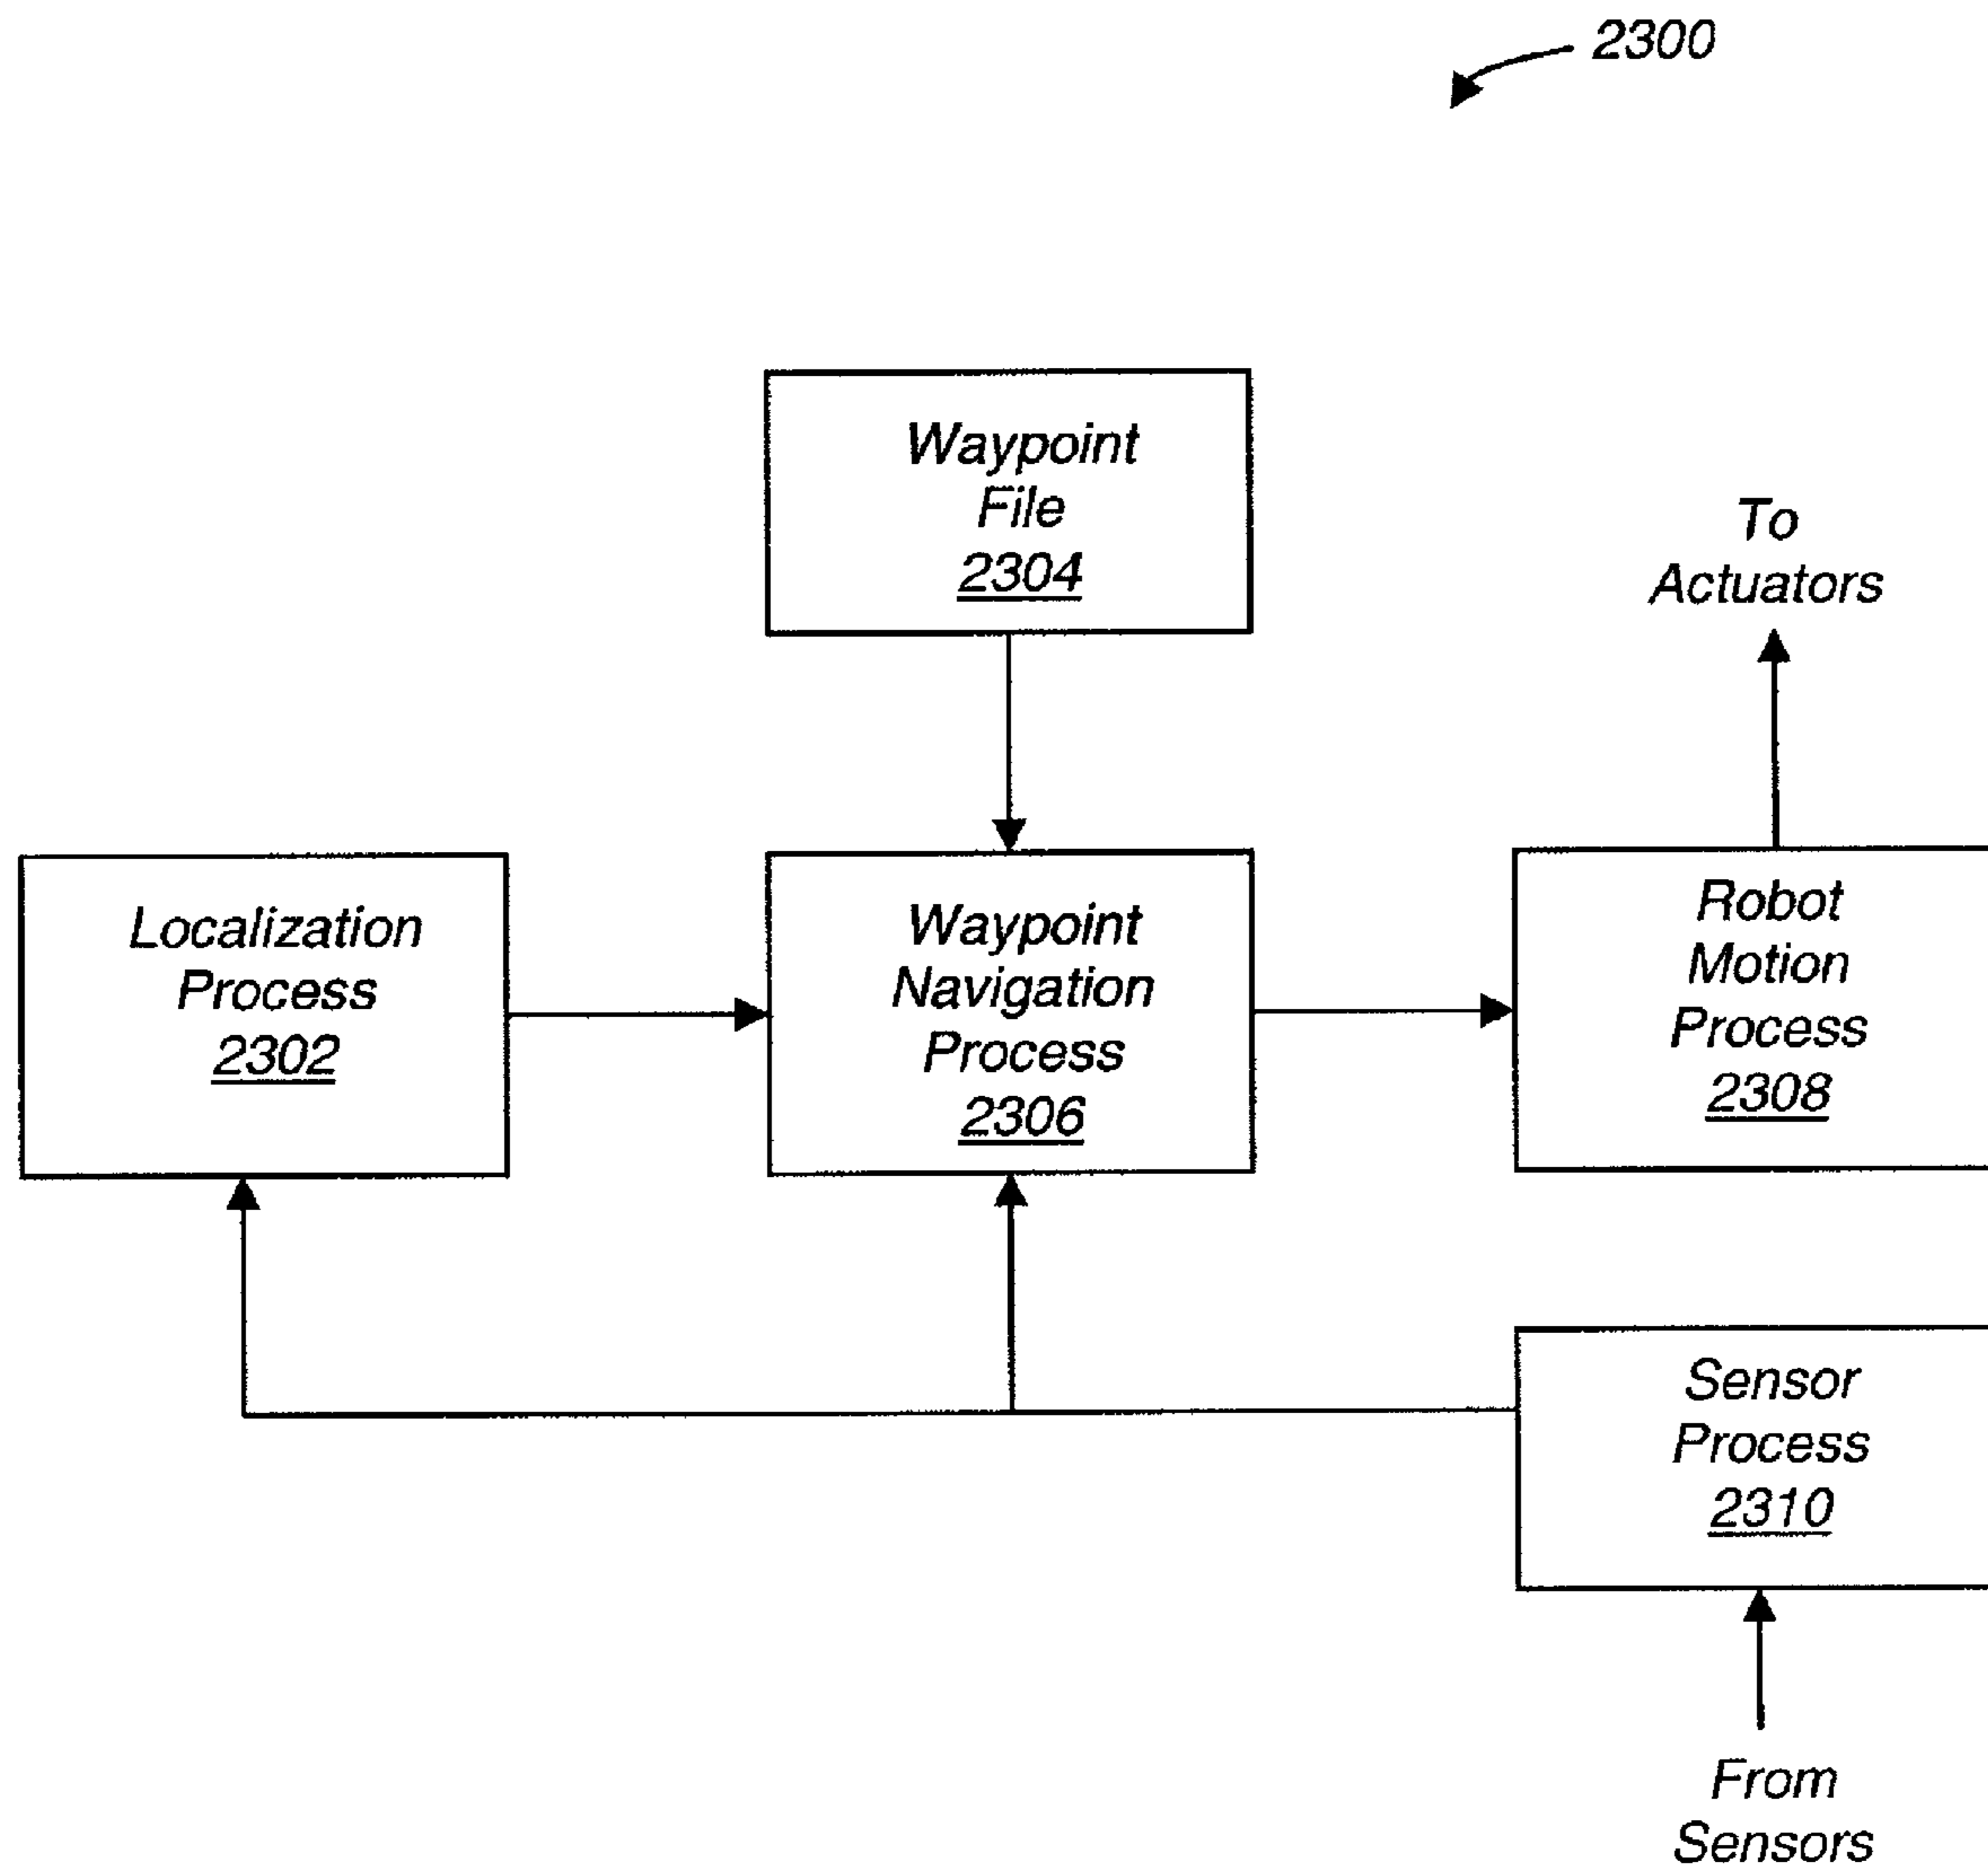 2300
Waypoint
File
2304
To
Actuators
Localization
Process
2302
Waypoint
Navigation
Process
2306
Robot
Motion
Process
2308
Sensor
Process
2310
From
Sensors